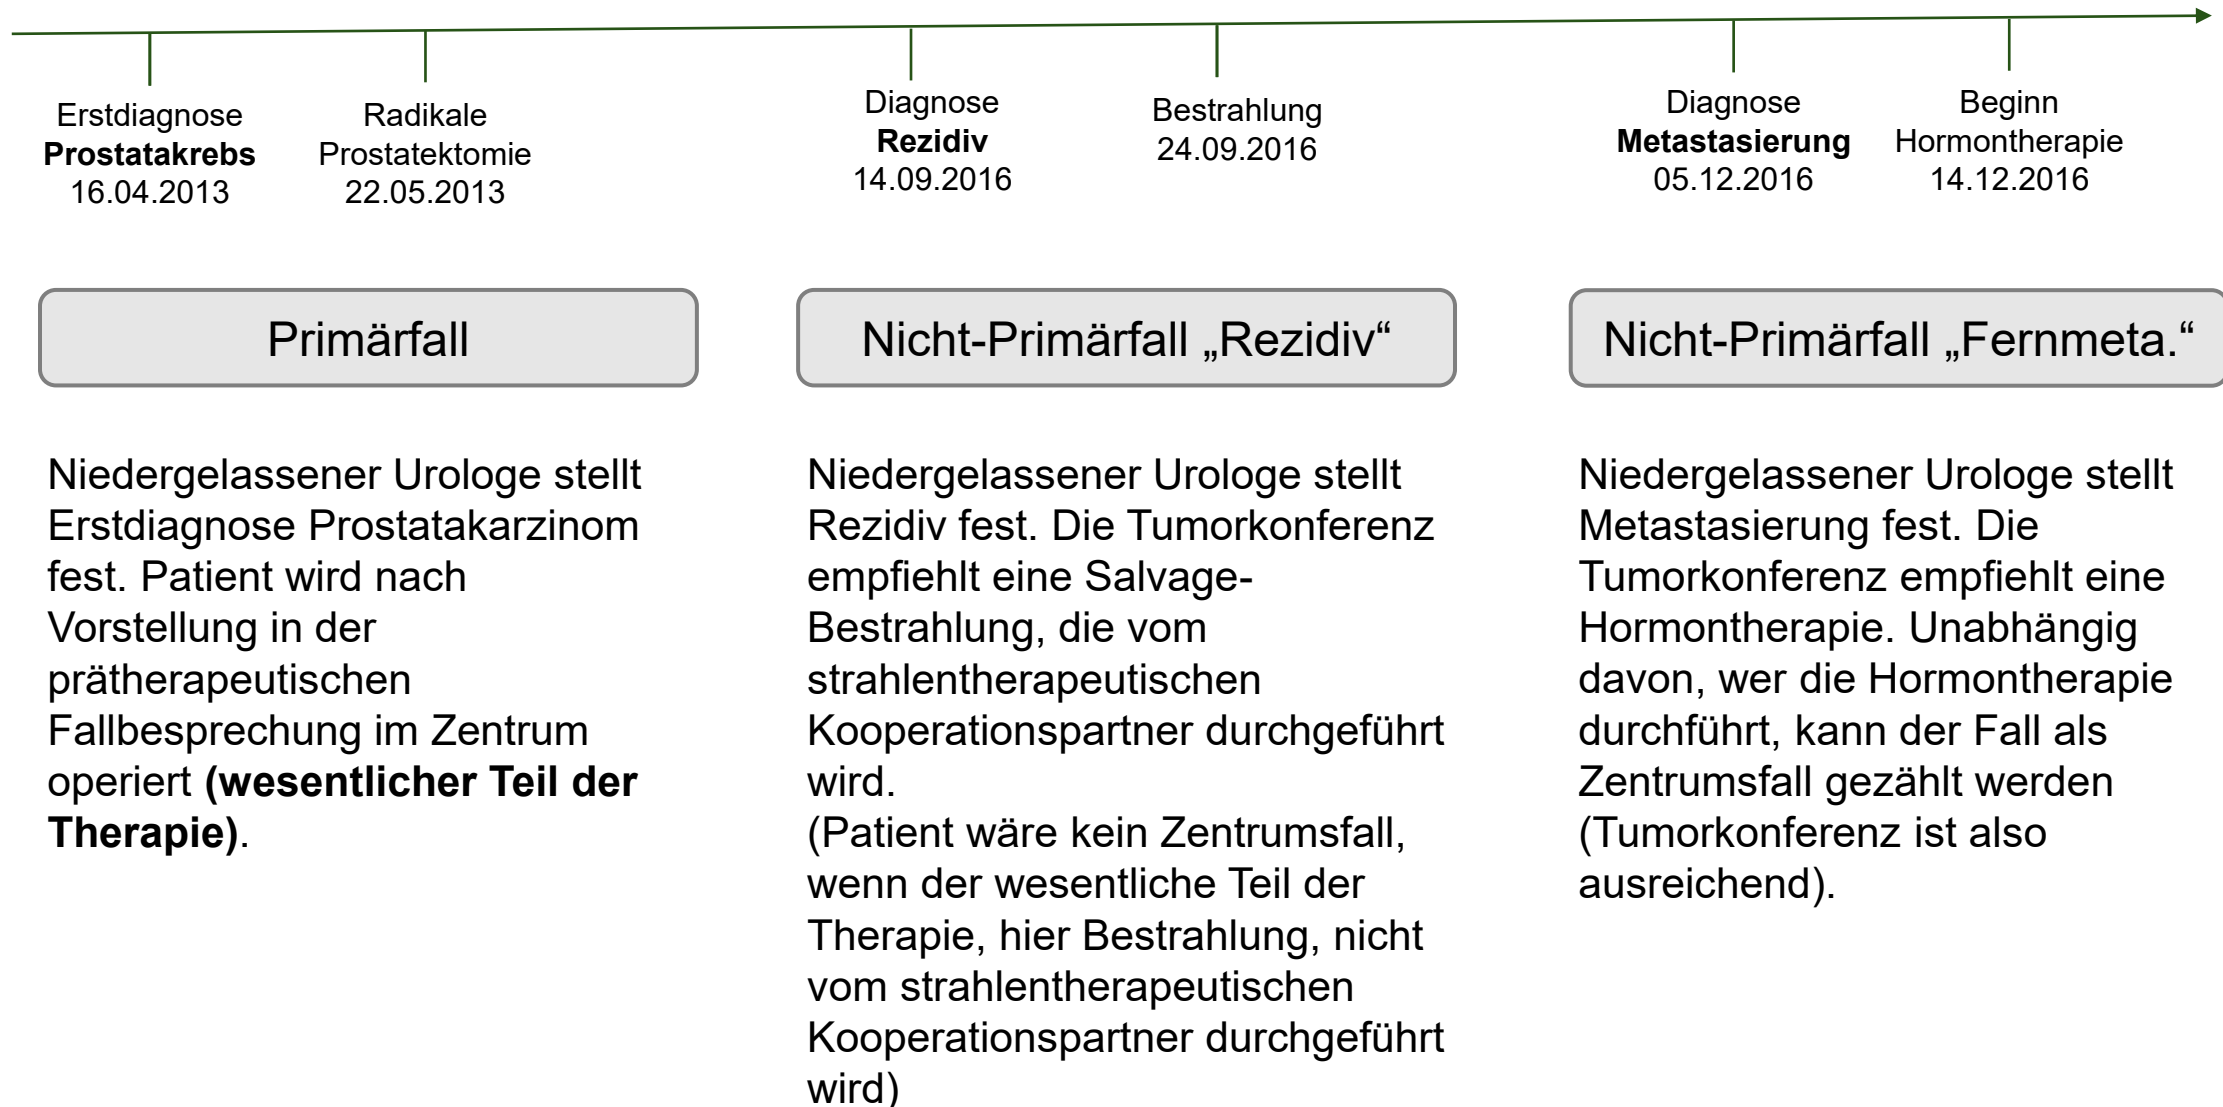 Erstdiagnose
Prostatakrebs
16.04.2013
Radikale
Prostatektomie
22.05.2013
Diagnose
Rezidiv
14.09.2016
Bestrahlung
24.09.2016
Diagnose
Metastasierung
05.12.2016
Beginn
Hormontherapie
14.12.2016
Primärfall
Niedergelassener Urologe stellt
Erstdiagnose Prostatakarzinom
fest. Patient wird nach
Vorstellung in der
prätherapeutischen
Fallbesprechung im Zentrum
operiert (wesentlicher Teil der
Therapie).
Nicht-Primärfall „Rezidiv“
Niedergelassener Urologe stellt
Rezidiv fest. Die Tumorkonferenz
empfiehlt eine Salvage-
Bestrahlung, die vom
strahlentherapeutischen
Kooperationspartner durchgeführt
wird.
(Patient wäre kein Zentrumsfall,
wenn der wesentliche Teil der
Therapie, hier Bestrahlung, nicht
vom strahlentherapeutischen
Kooperationspartner durchgeführt
wird)
Nicht-Primärfall „Fernmeta.“
Niedergelassener Urologe stellt
Metastasierung fest. Die
Tumorkonferenz empfiehlt eine
Hormontherapie. Unabhängig
davon, wer die Hormontherapie
durchführt, kann der Fall als
Zentrumsfall gezählt werden
(Tumorkonferenz ist also
ausreichend).